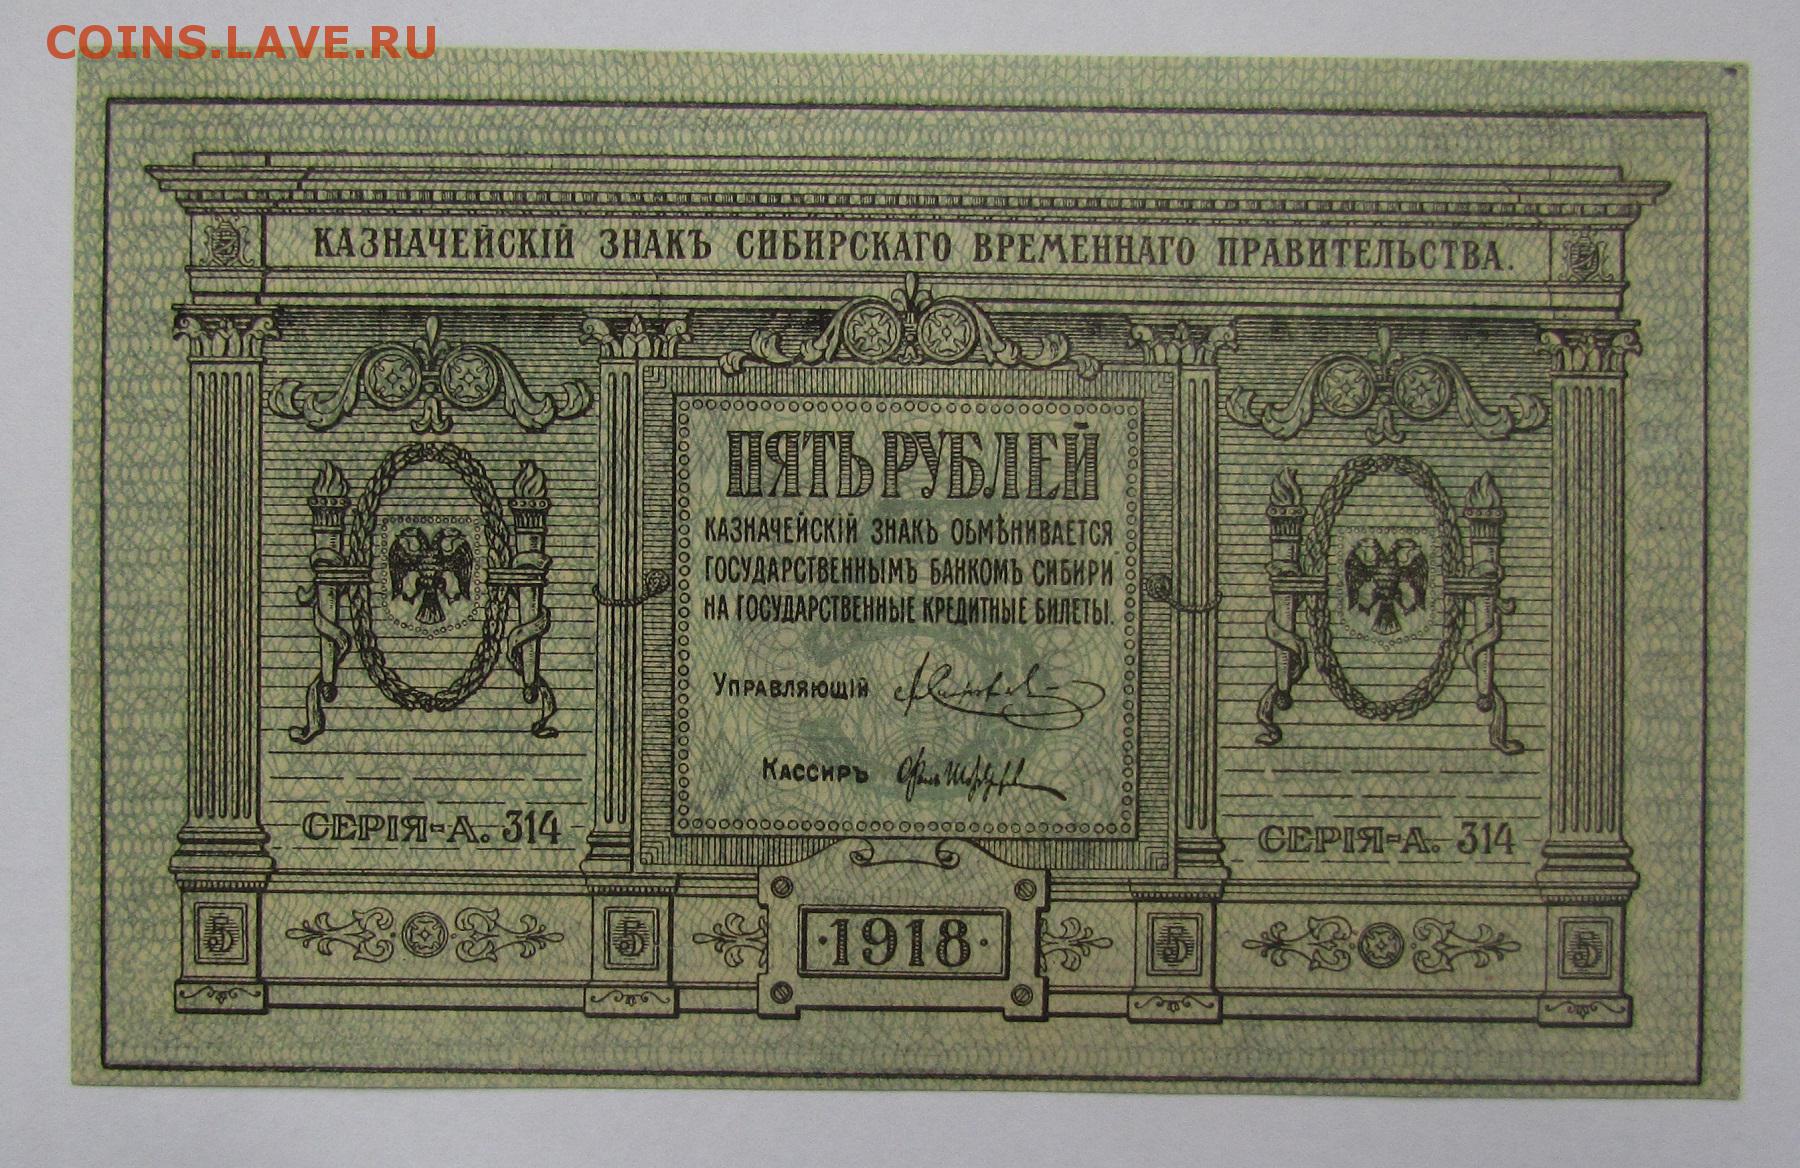 COINS.LAVE.RU
КАЗНАЧЕЙСКІЙ ЗНАКЪ СИБИРСКАГО ВРЕМЕННАГО ПРАВИТЕЛЬСТВА.
ПЯТЬ РУБЛЕЙ
КАЗНАЧЕЙСКІЙ ЗНАКЪ ОБМѢНИВАЕТСЯ
ГОСУДАРСТВЕННЫМЪ БАНКОМЪ СИБИРИ
НА ГОСУДАРСТВЕННЫЕ КРЕДИТНЫЕ БИЛЕТЫ.
УПРАВЛЯЮЩІЙ
КАССИРЪ
СЕРІЯ-А. 314 СЕРІЯ-А. 314
5 5 5 5
·1918·